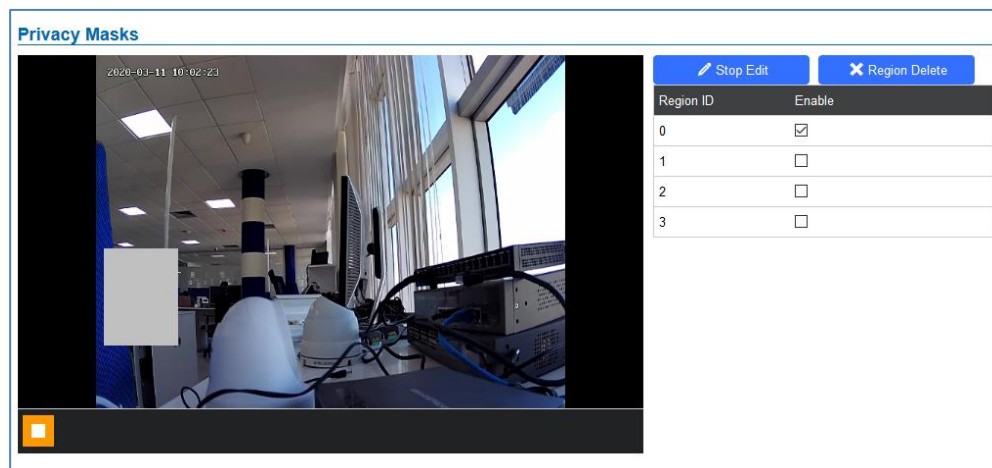 Privacy Masks
2020-03-11 10:02:23
Stop Edit
Region Delete
Region ID Enable
0
1
2
3